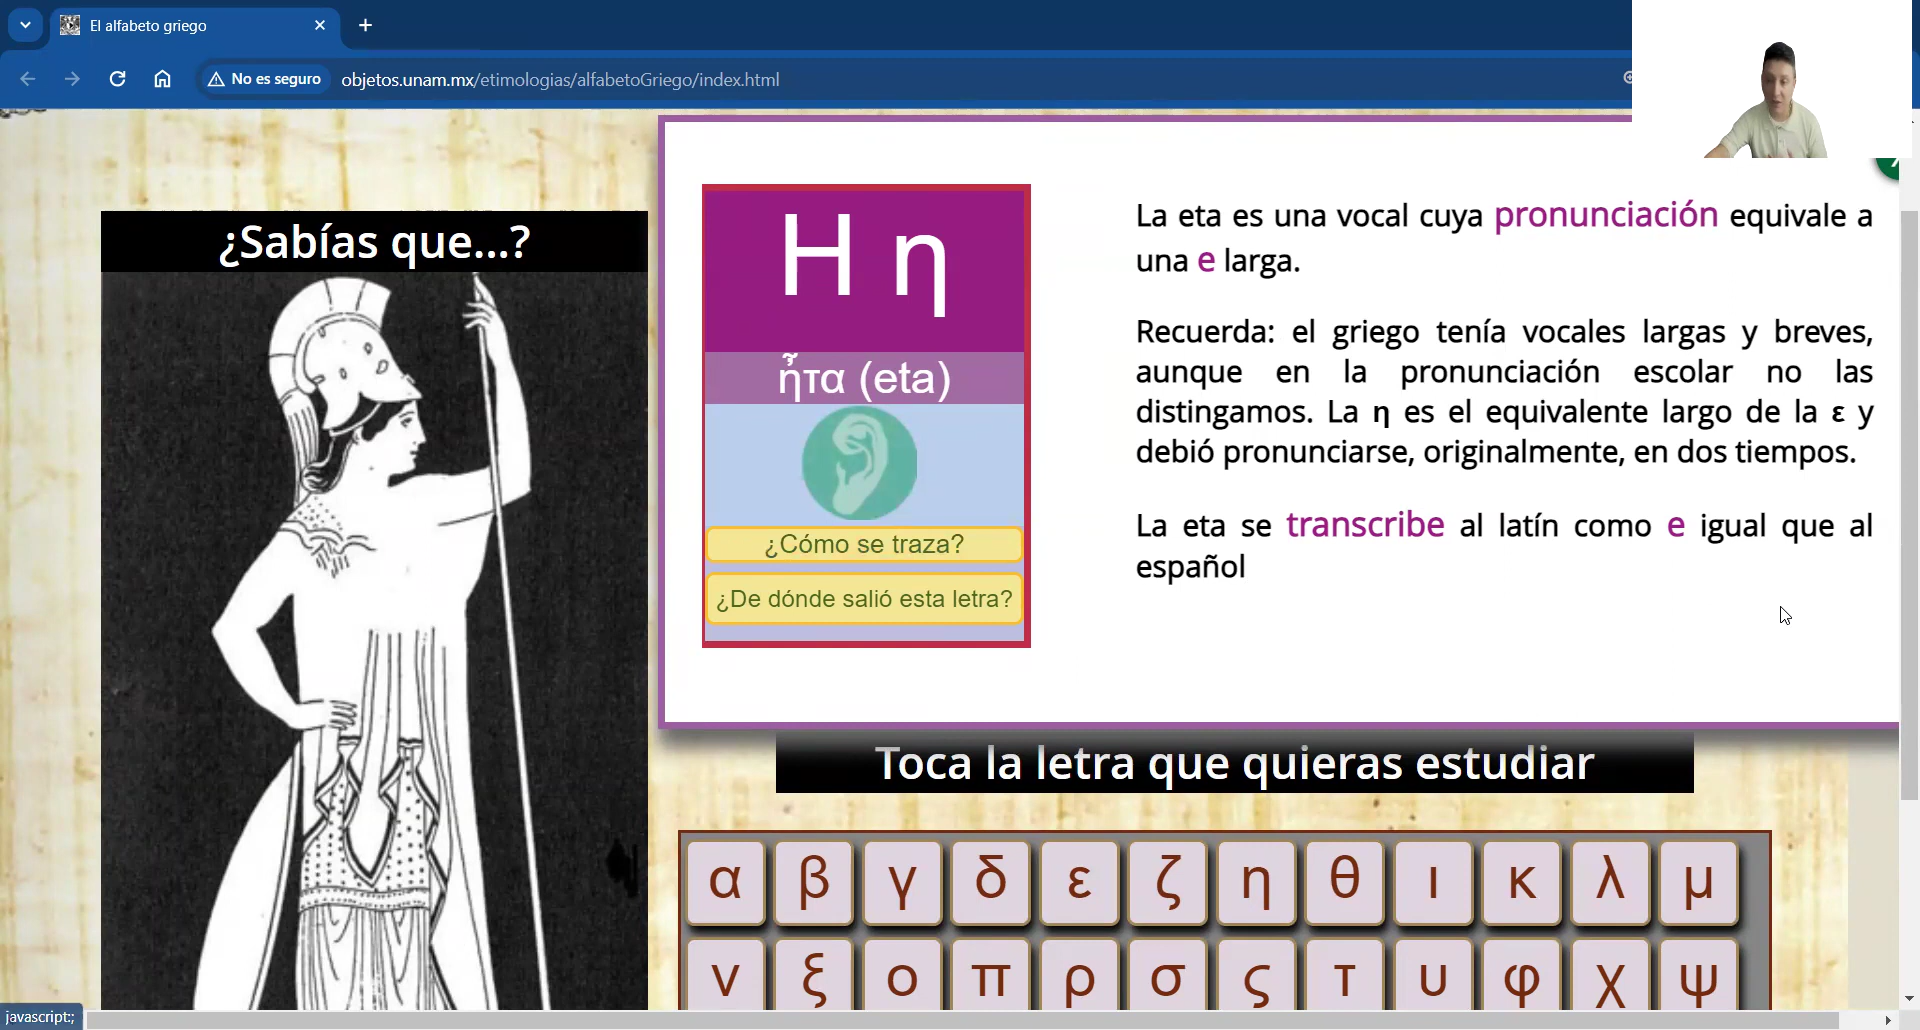 El alfabeto griego
No es seguro
objetos.unam.mx/etimologias/alfabetoGriego/index.html
¿Sabías que...?
Η η
ἦτα (eta)
¿Cómo se traza?
¿De dónde salió esta letra?
La eta es una vocal cuya pronunciación equivale a
una e larga.
Recuerda: el griego tenía vocales largas y breves,
aunque en la pronunciación escolar no las
distingamos. La η es el equivalente largo de la ε y
debió pronunciarse, originalmente, en dos tiempos.
La eta se transcribe al latín como e igual que al
español
Toca la letra que quieras estudiar
α β γ δ ε ζ η θ ι κ λ μ
ν ξ ο π ρ σ ς τ υ φ χ ψ
javascript:;